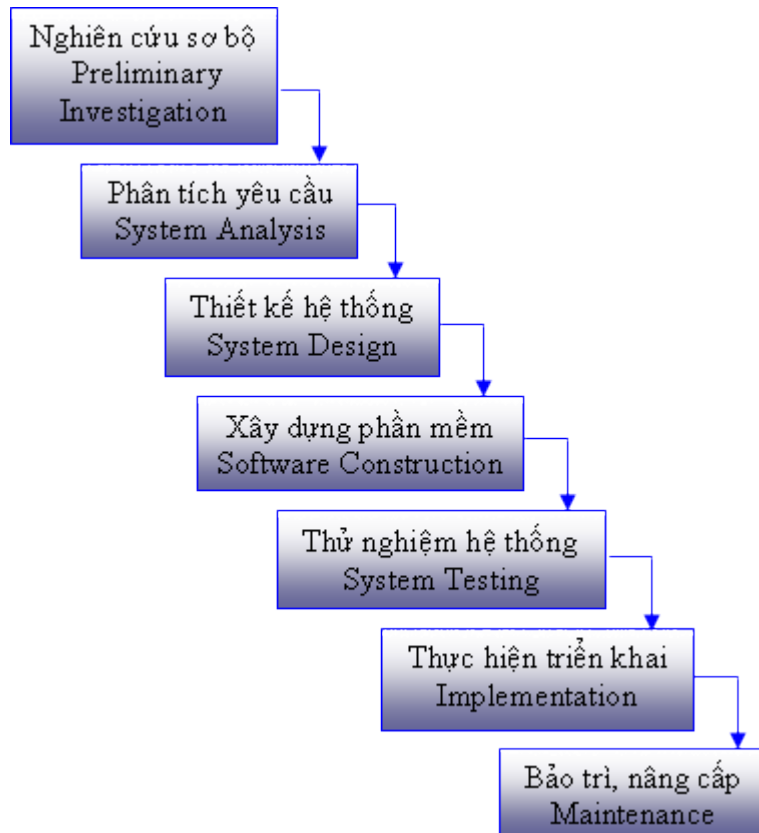 Nghiên cứu sơ bộ
Preliminary
Investigation
Phân tích yêu cầu
System Analysis
Thiết kế hệ thống
System Design
Xây dựng phần mềm
Software Construction
Thử nghiệm hệ thống
System Testing
Thực hiện triển khai
Implementation
Bảo trì, nâng cấp
Maintenance